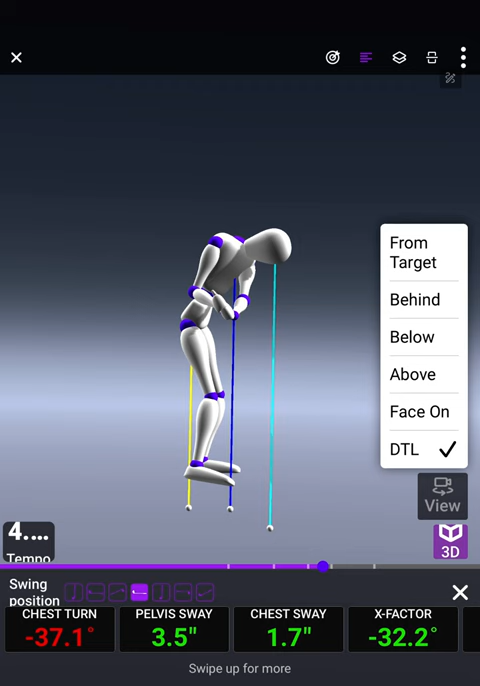 From
Target
Behind
Below
Above
Face On
DTL
View
4....
Tempo
3D
Swing
position
CHEST TURN
PELVIS SWAY
CHEST SWAY
X-FACTOR
-37.1°
3.5"
1.7"
-32.2°
Swipe up for more